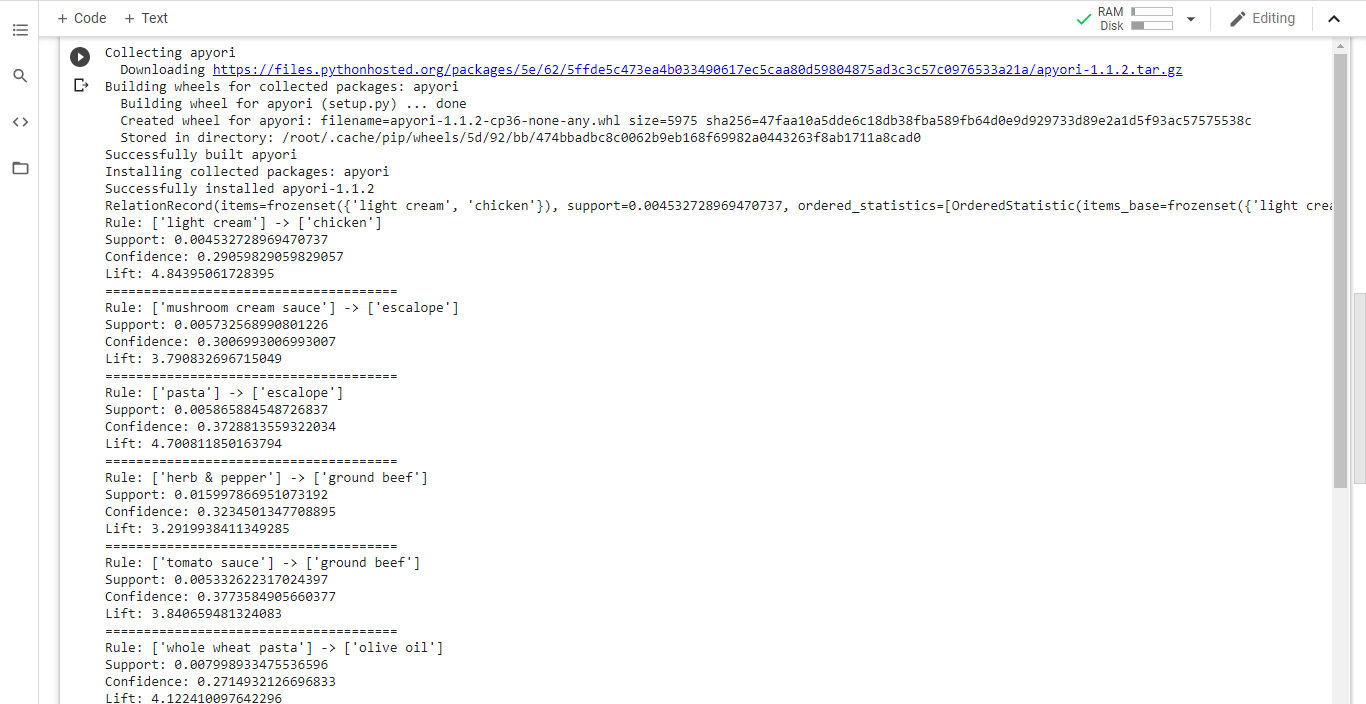 + Code + Text
RAM
Disk
Editing
Collecting apyori
Downloading https://files.pythonhosted.org/packages/5e/62/5ffde5c473ea4b033490617ec5caa80d59804875ad3c3c57c0976533a21a/apyori-1.1.2.tar.gz
Building wheels for collected packages: apyori
Building wheel for apyori (setup.py) ... done
Created wheel for apyori: filename=apyori-1.1.2-cp36-none-any.whl size=5975 sha256=47faa10a5dde6c18db38fba589fb64d0e9d929733d89e2a1d5f93ac57575538c
Stored in directory: /root/.cache/pip/wheels/5d/92/bb/474bbadbc8c0062b9eb168f69982a0443263f8ab1711a8cad0
Successfully built apyori
Installing collected packages: apyori
Successfully installed apyori-1.1.2
RelationRecord(items=frozenset({'light cream', 'chicken'}), support=0.004532728969470737, ordered_statistics=[OrderedStatistic(items_base=frozenset({'light crea
Rule: ['light cream'] -> ['chicken']
Support: 0.004532728969470737
Confidence: 0.29059829059829057
Lift: 4.84395061728395
======================================
Rule: ['mushroom cream sauce'] -> ['escalope']
Support: 0.005732568990801226
Confidence: 0.3006993006993007
Lift: 3.790832696715049
======================================
Rule: ['pasta'] -> ['escalope']
Support: 0.005865884548726837
Confidence: 0.3728813559322034
Lift: 4.700811850163794
======================================
Rule: ['herb & pepper'] -> ['ground beef']
Support: 0.015997866951073192
Confidence: 0.3234501347708895
Lift: 3.2919938411349285
======================================
Rule: ['tomato sauce'] -> ['ground beef']
Support: 0.005332622317024397
Confidence: 0.3773584905660377
Lift: 3.840659481324083
======================================
Rule: ['whole wheat pasta'] -> ['olive oil']
Support: 0.007998933475536596
Confidence: 0.2714932126696833
Lift: 4.122410097642296